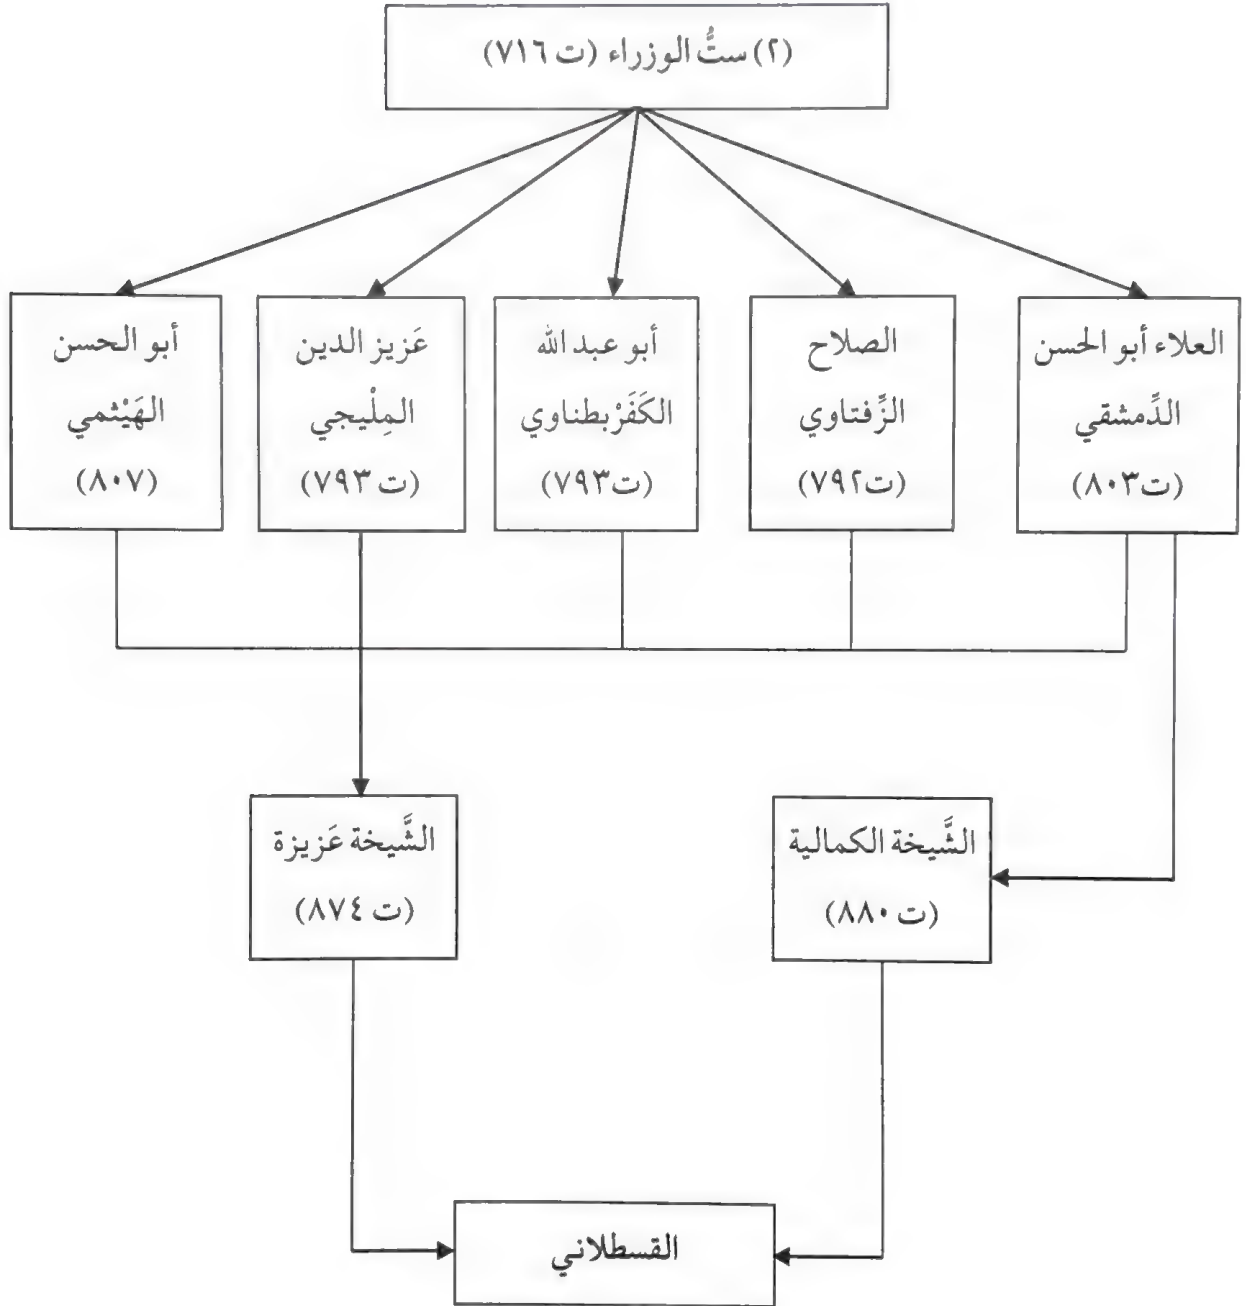 (٢) ستُّ الوزراء (ت ٧١٦)
العلاء أبو الحسن
الدِّمشقي
(ت٨٠٣)
الصلاح
الزِّفتاوي
(ت٧٩٢)
أبو عبد الله
الكَفَرْبطناوي
(ت٧٩٣)
عَزيز الدين
المِلْيجي
(ت ٧٩٣)
أبو الحسن
الهَيْثمي
(٨٠٧)
الشَّيخة الكمالية
(ت ٨٨٠)
الشَّيخة عَزيزة
(ت ٨٧٤)
القسطلاني